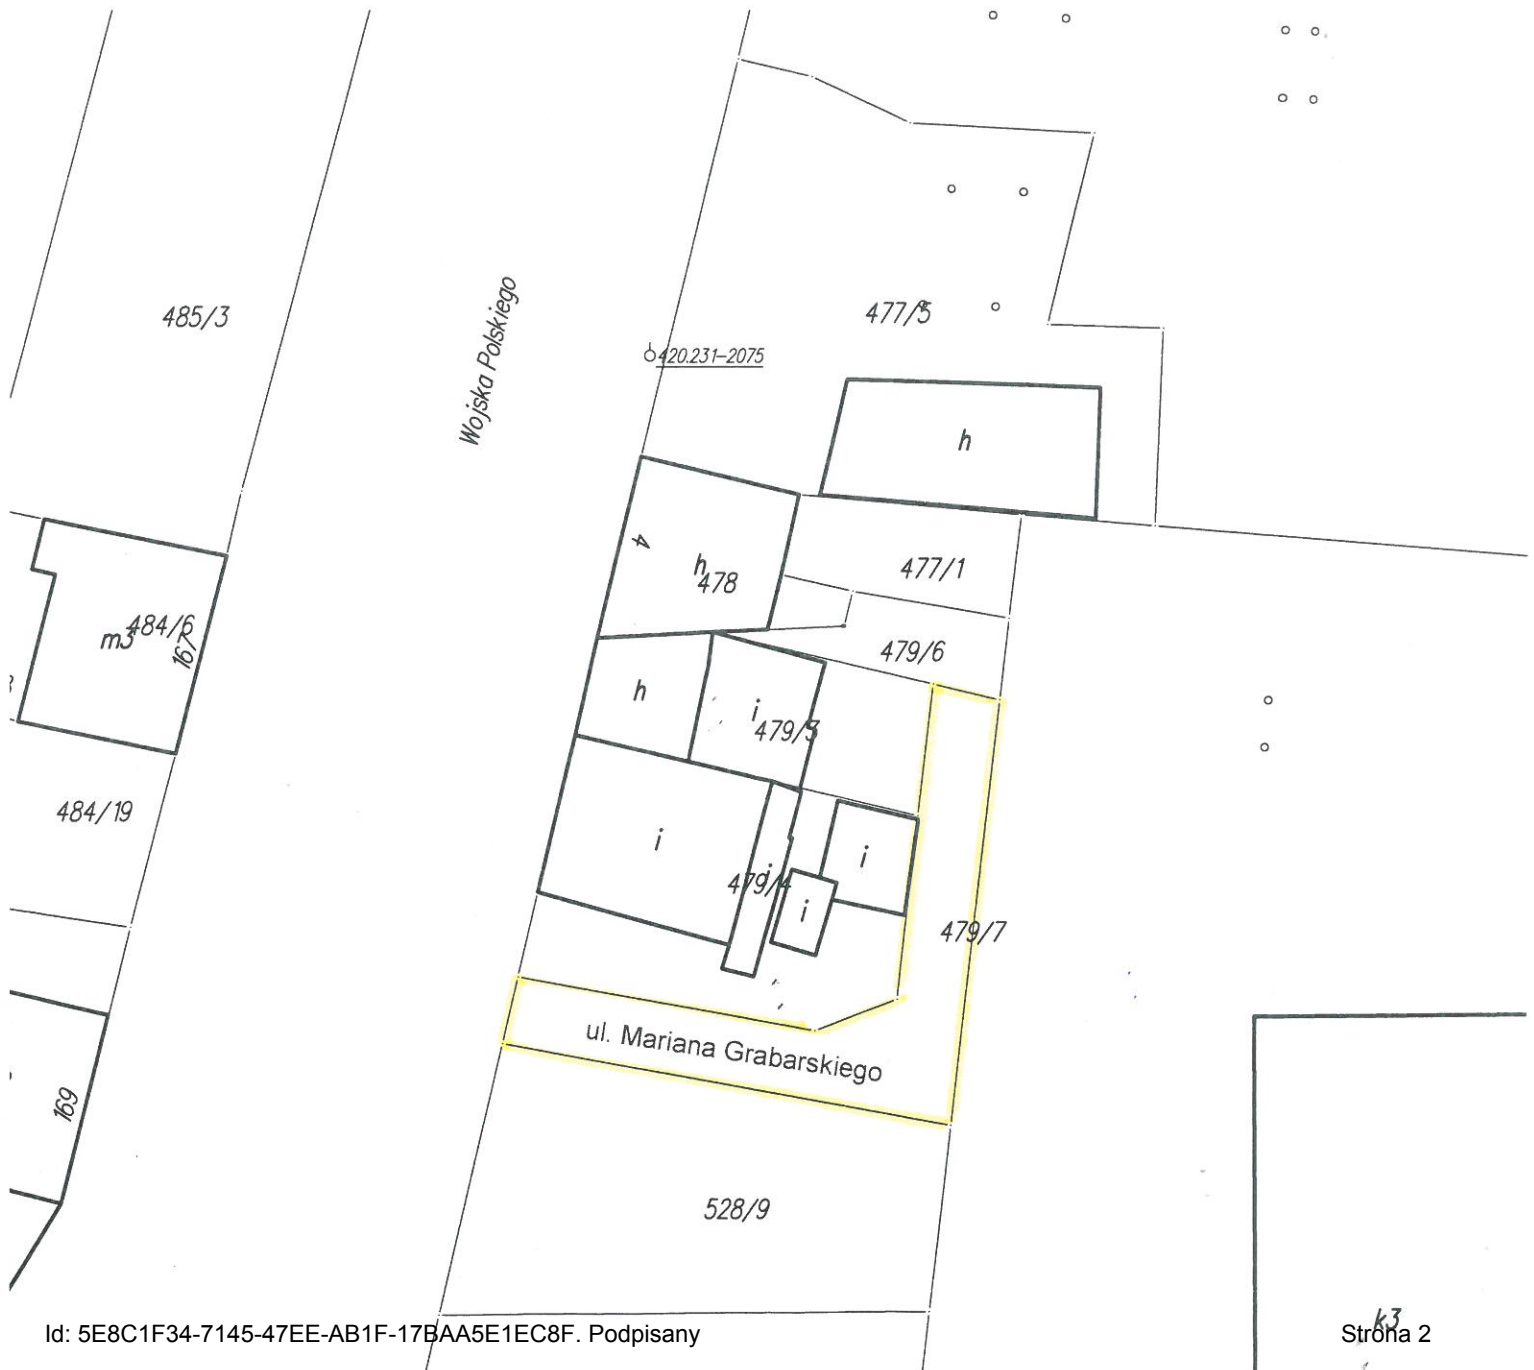 485/3
Wojska Polskiego
477/5
420.231-2075
h
4
h
478
477/1
484/6
m3
167
479/6
h
i
479/3
484/19
i
i
i
479/4
i
479/7
ul. Mariana Grabarskiego
169
528/9
k3
Id: 5E8C1F34-7145-47EE-AB1F-17BAA5E1EC8F. Podpisany
Strona 2